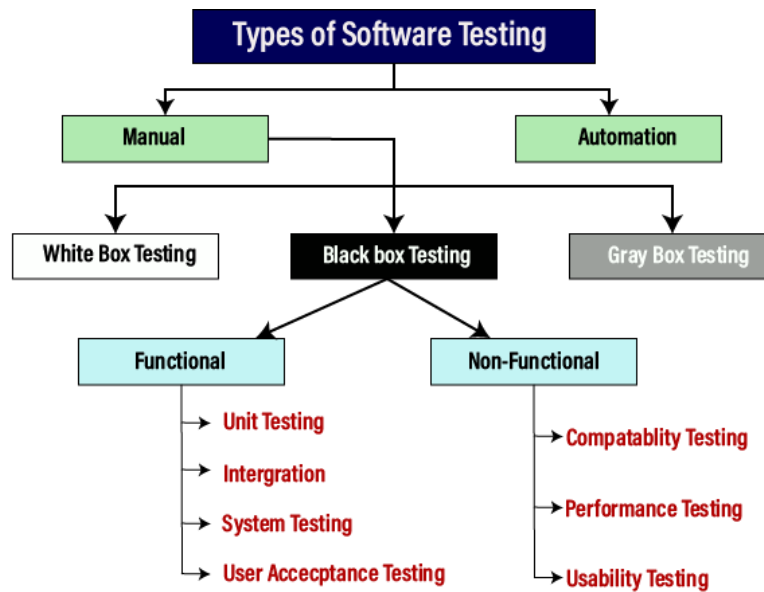 Types of Software Testing
Manual
Automation
White Box Testing
Black box Testing
Gray Box Testing
Functional
Non-Functional
Unit Testing
Intergration
System Testing
User Accecptance Testing
Compatablity Testing
Performance Testing
Usability Testing